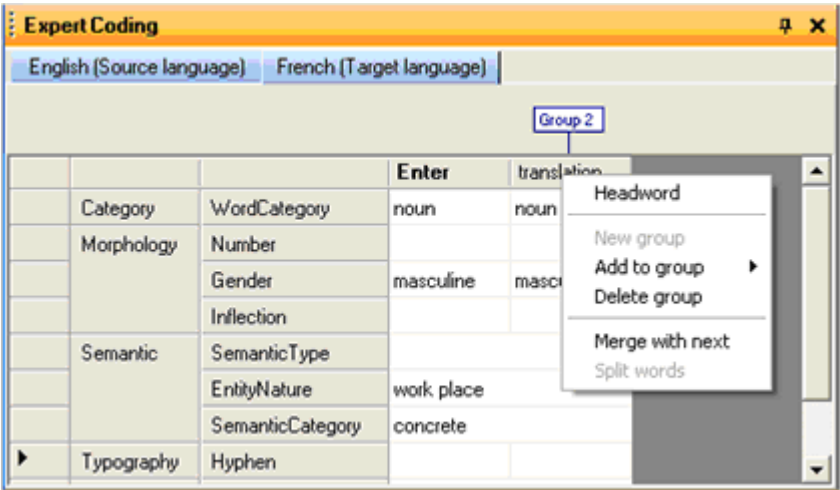 Expert Coding
English (Source language) French (Target language)
Group 2
Enter translation
Headword
Category WordCategory noun noun
New group
Morphology Number
Add to group
Gender masculine masc
Delete group
Inflection
Merge with next
Semantic SemanticType
Split words
EntityNature work place
SemanticCategory concrete
Typography Hyphen